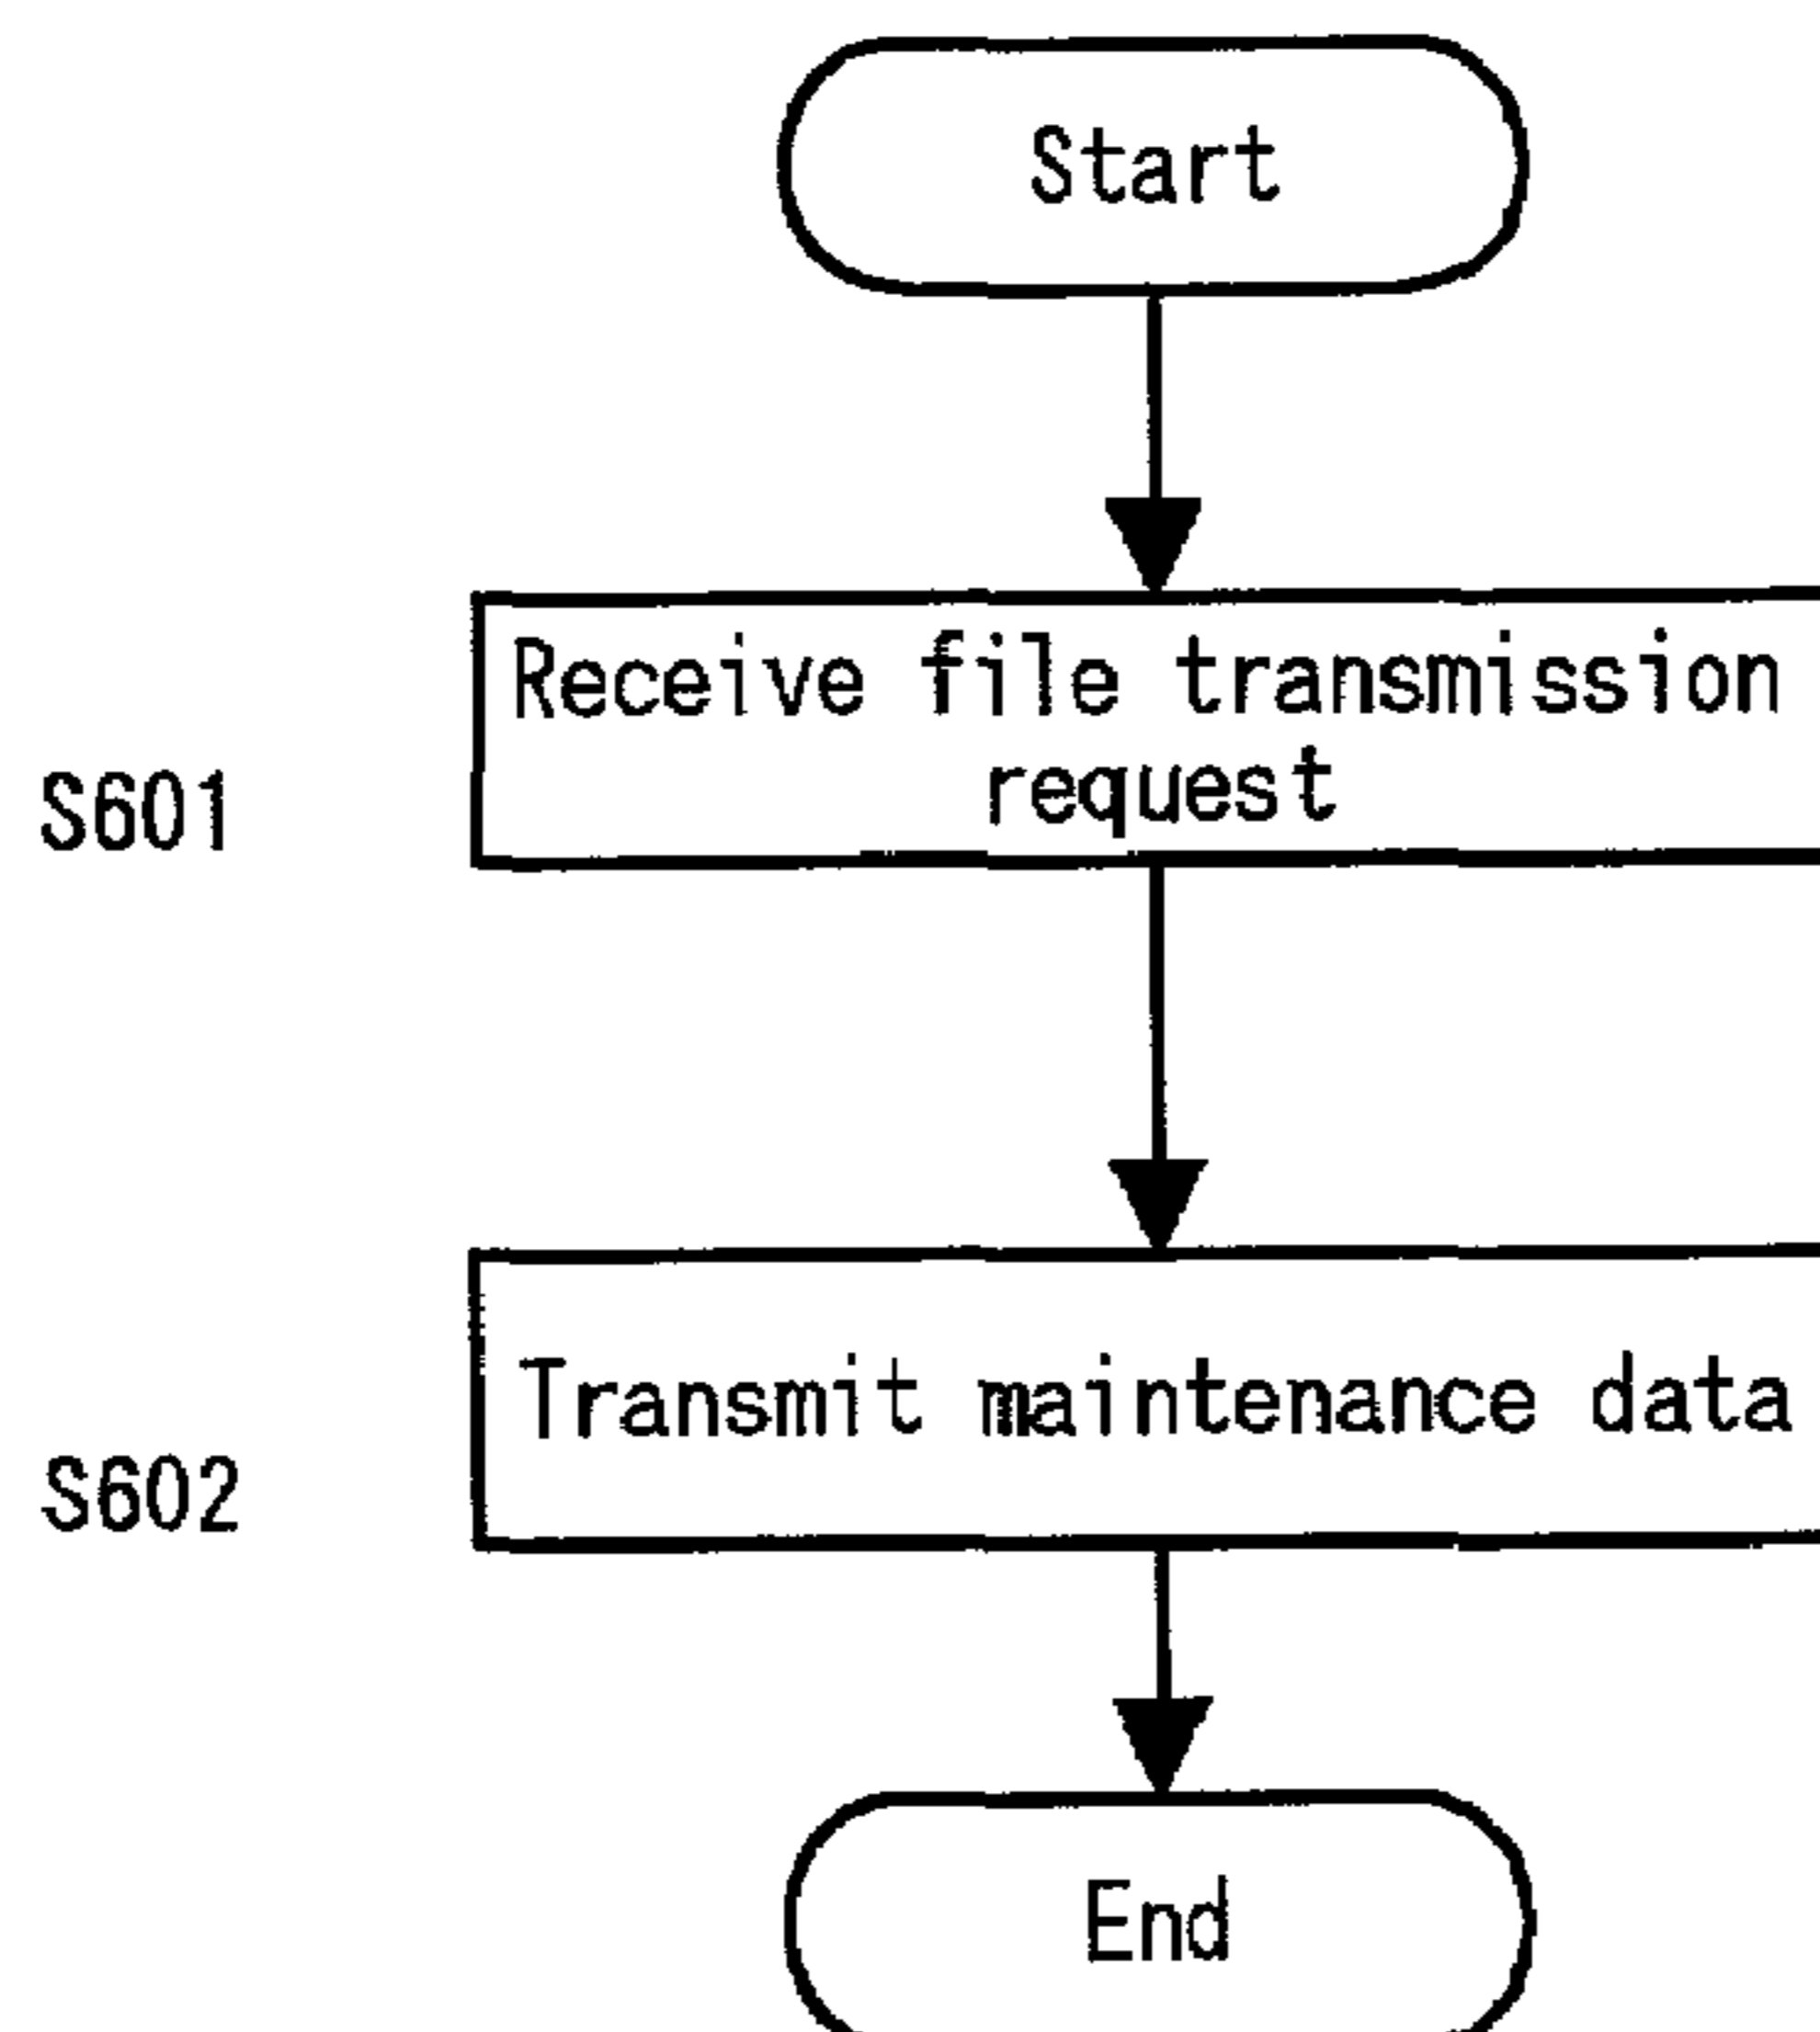 Start
Receive file transmission
request
S601
Transmit maintenance data
S602
End